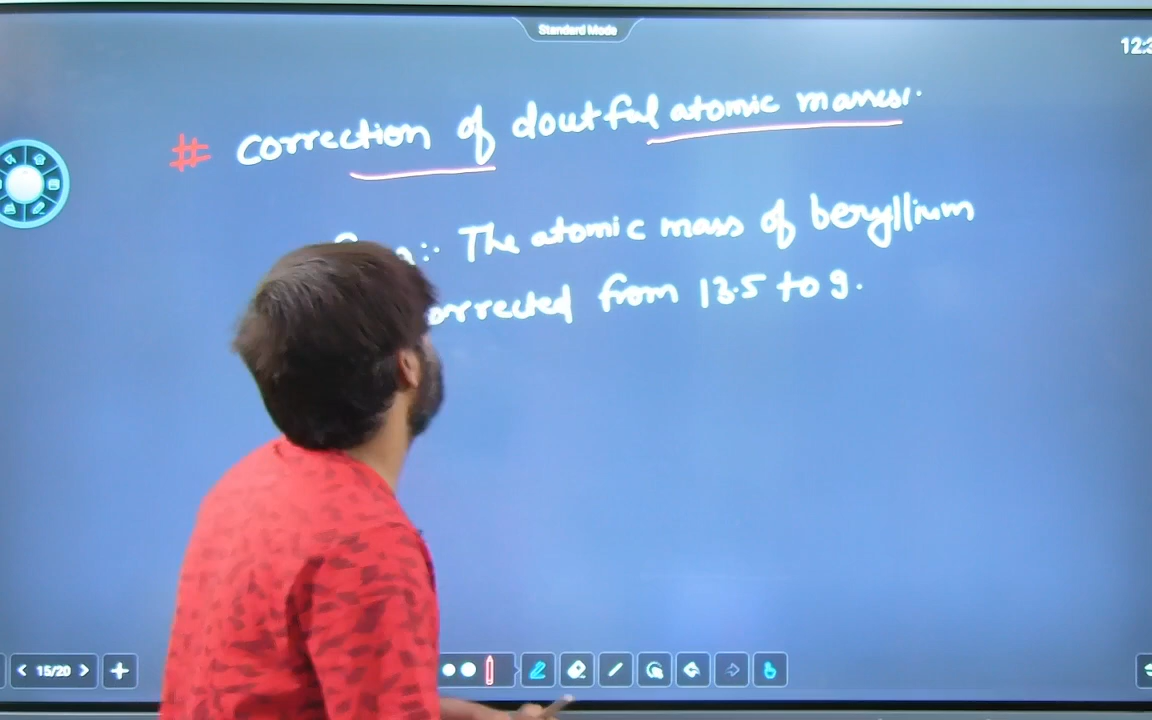 Standard Mode
# Correction of doutful atomic masses.
The atomic mass of beryllium
orrected from 13.5 to 9.
15/20